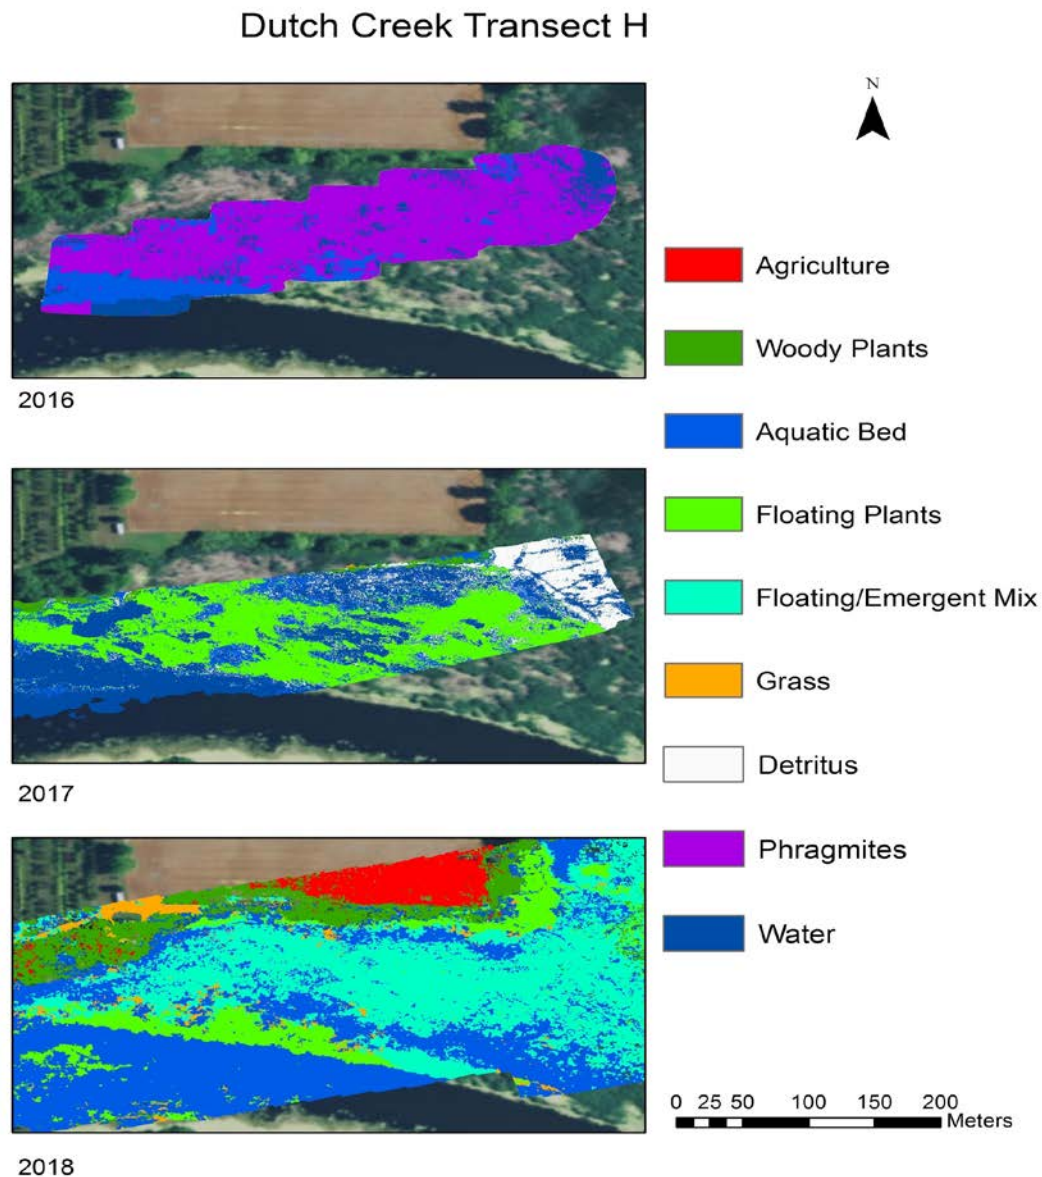 Dutch Creek Transect H
N
2016
2017
2018
Agriculture
Woody Plants
Aquatic Bed
Floating Plants
Floating/Emergent Mix
Grass
Detritus
Phragmites
Water
0 25 50 100 150 200
Meters